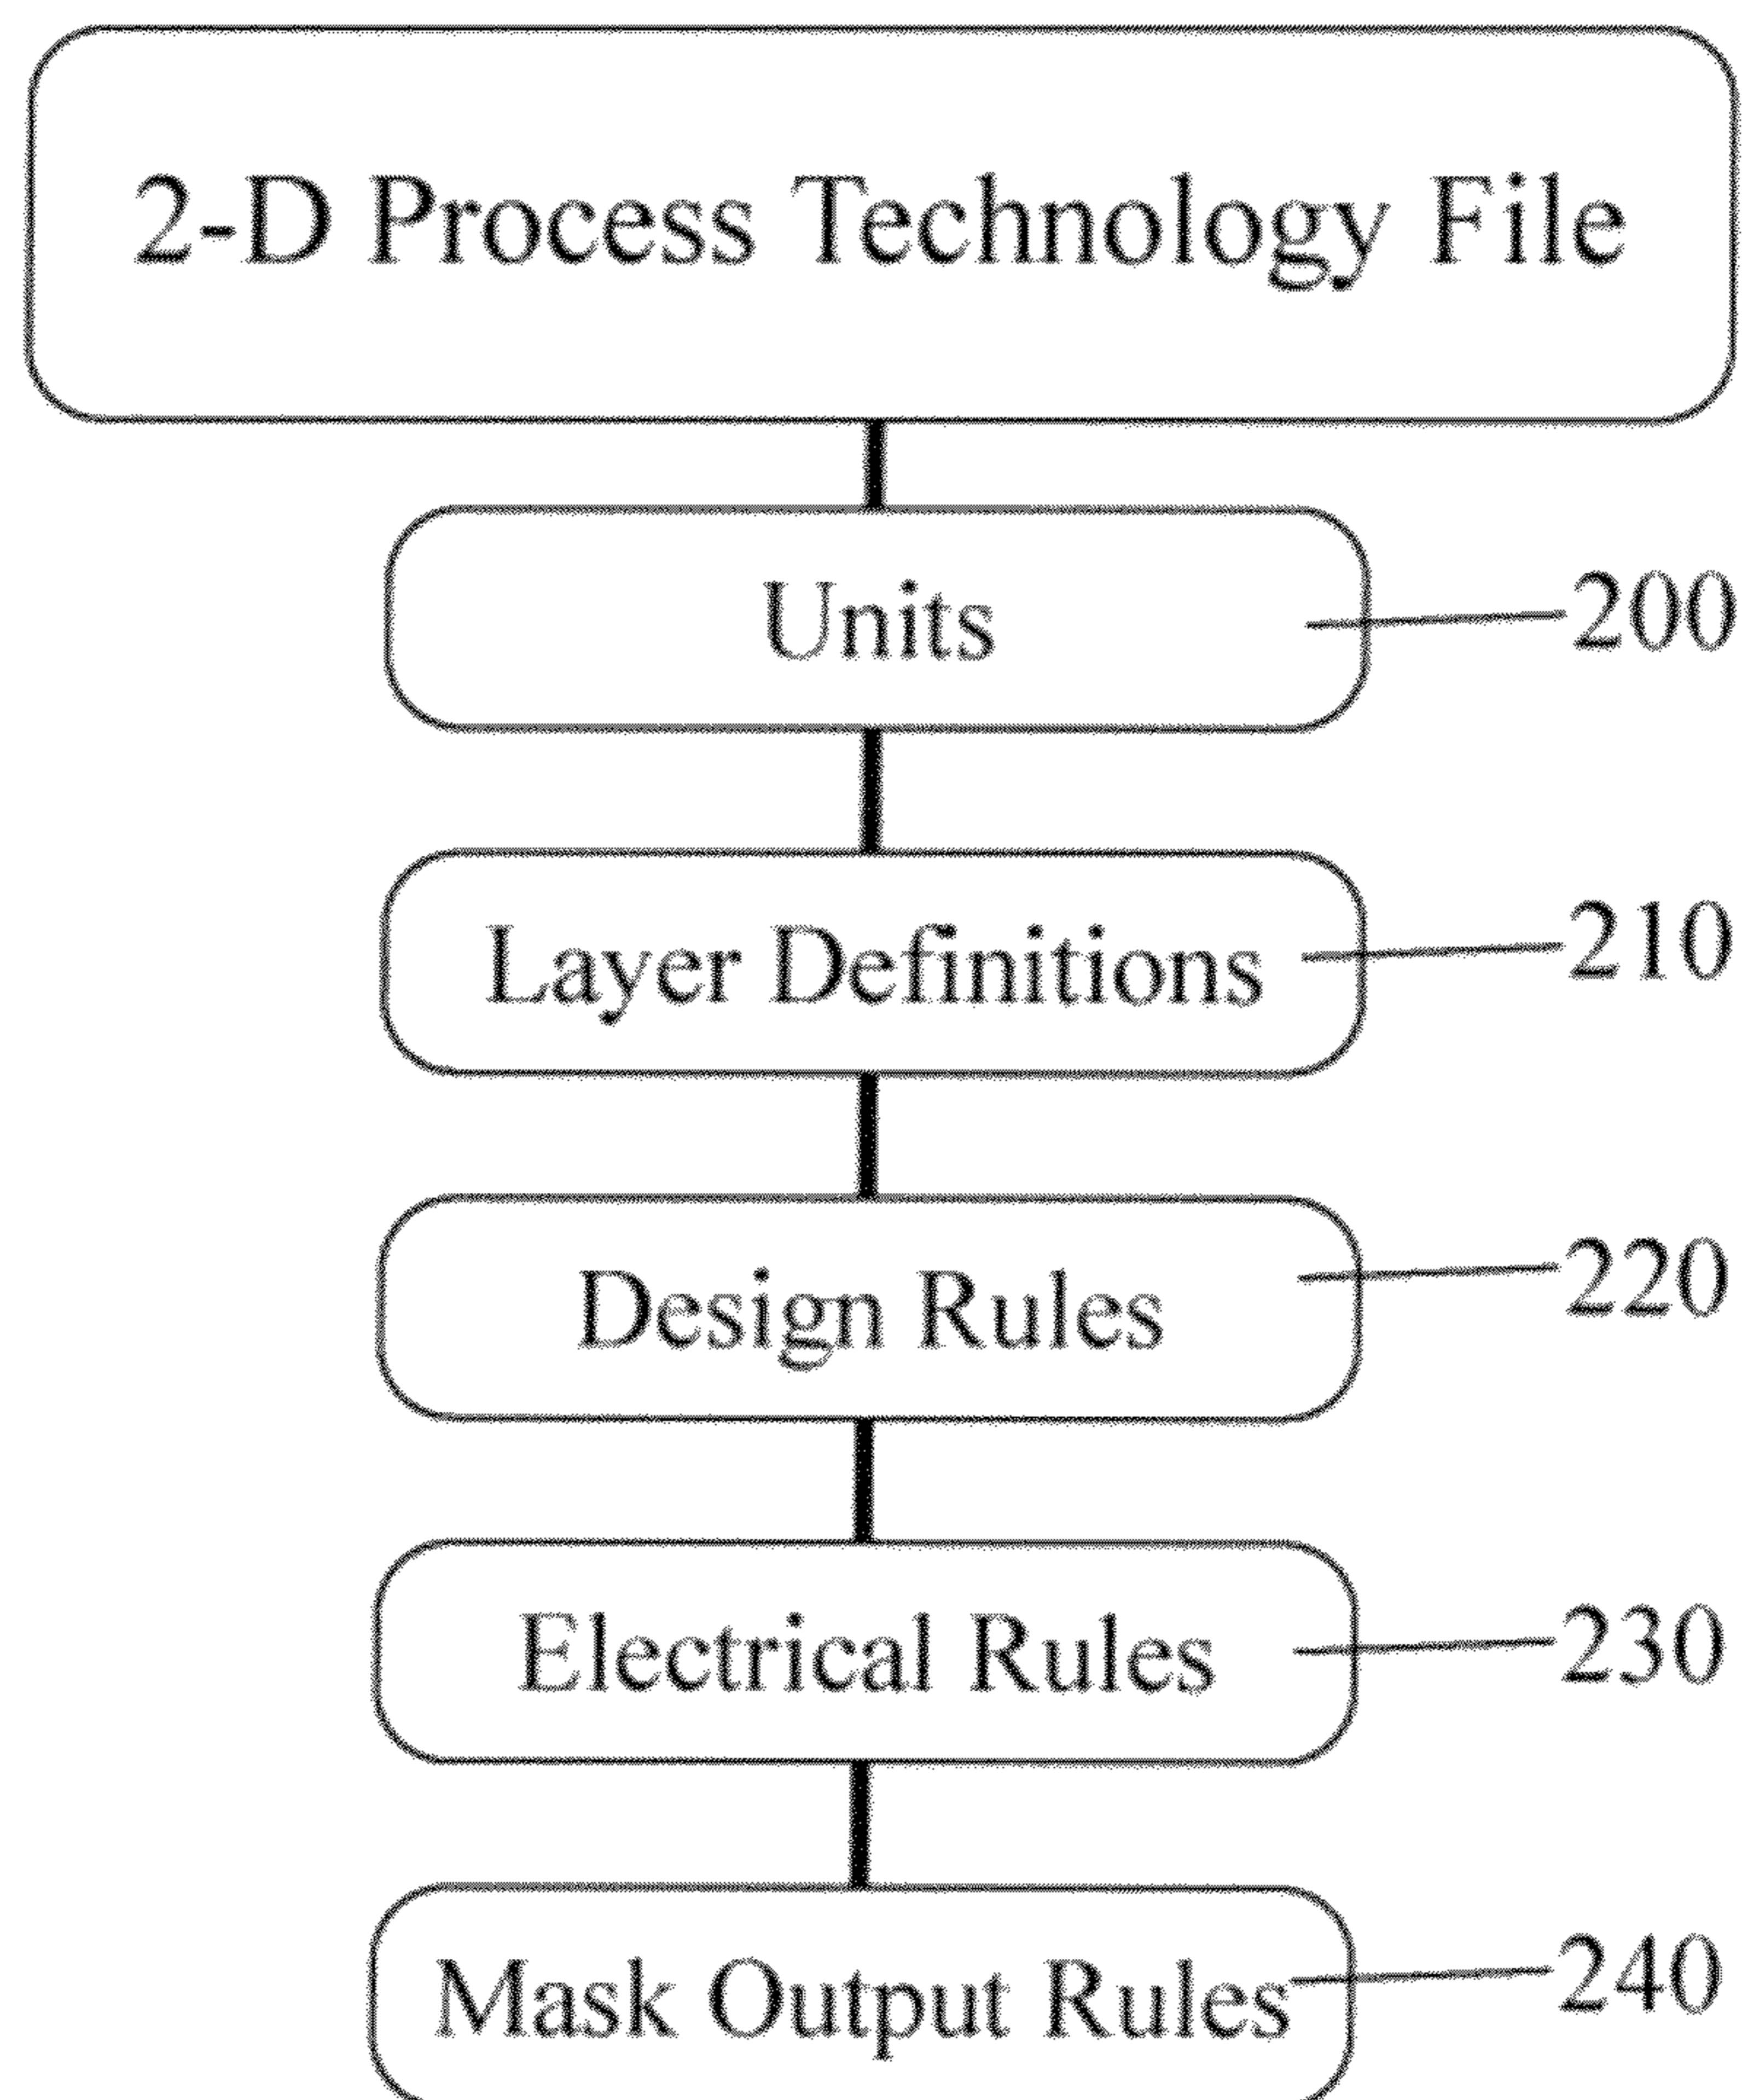 2-D Process Technology File
Units
200
Layer Definitions
210
Design Rules
220
Electrical Rules
230
Mask Output Rules
240